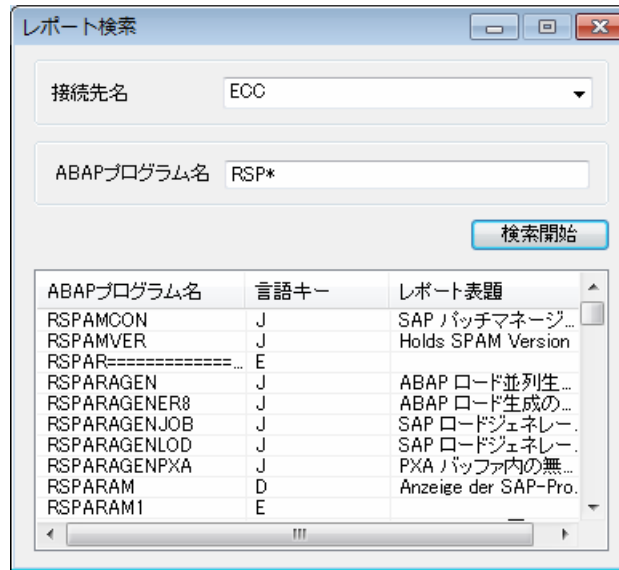 レポート検索
接続先名 ECC
ABAPプログラム名 RSP*
検索開始
ABAPプログラム名 言語キー レポート表題
RSPAMCON J SAP パッチマネージ...
RSPAMVER J Holds SPAM Version
RSPAR=============... E
RSPARAGEN J ABAP ロード並列生...
RSPARAGENER8 J ABAP ロード生成の...
RSPARAGENJOB J SAP ロードジェネレー...
RSPARAGENLOD J SAP ロードジェネレー...
RSPARAGENPXA J PXA バッファ内の無...
RSPARAM D Anzeige der SAP-Pro...
RSPARAM1 E